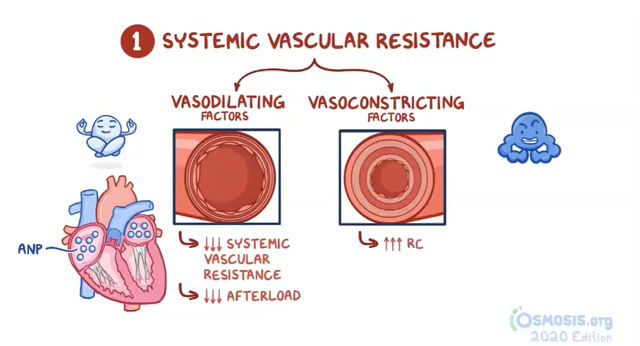 1 SYSTEMIC VASCULAR RESISTANCE
VASODILATING
FACTORS
VASOCONSTRICTING
FACTORS
ANP
↓↓↓ SYSTEMIC
VASCULAR
RESISTANCE
↓↓↓ AFTERLOAD
↑↑↑ RC
OSMOSIS.org
2020 Edition